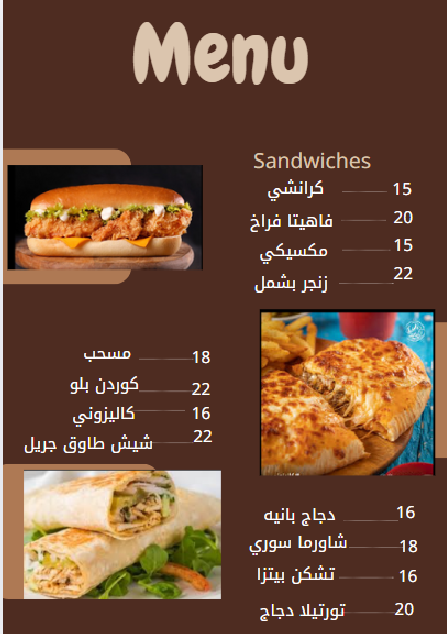 Menu
Sandwiches
كرانشي 15
فاهيتا فراخ 20
مكسيكي 15
زنجر بشمل 22
مسحب 18
كوردن بلو 22
كاليزوني 16
شيش طاوق جريل 22
دجاج بانيه 16
شاورما سوري 18
تشكن بيتزا 16
تورتيلا دجاج 20